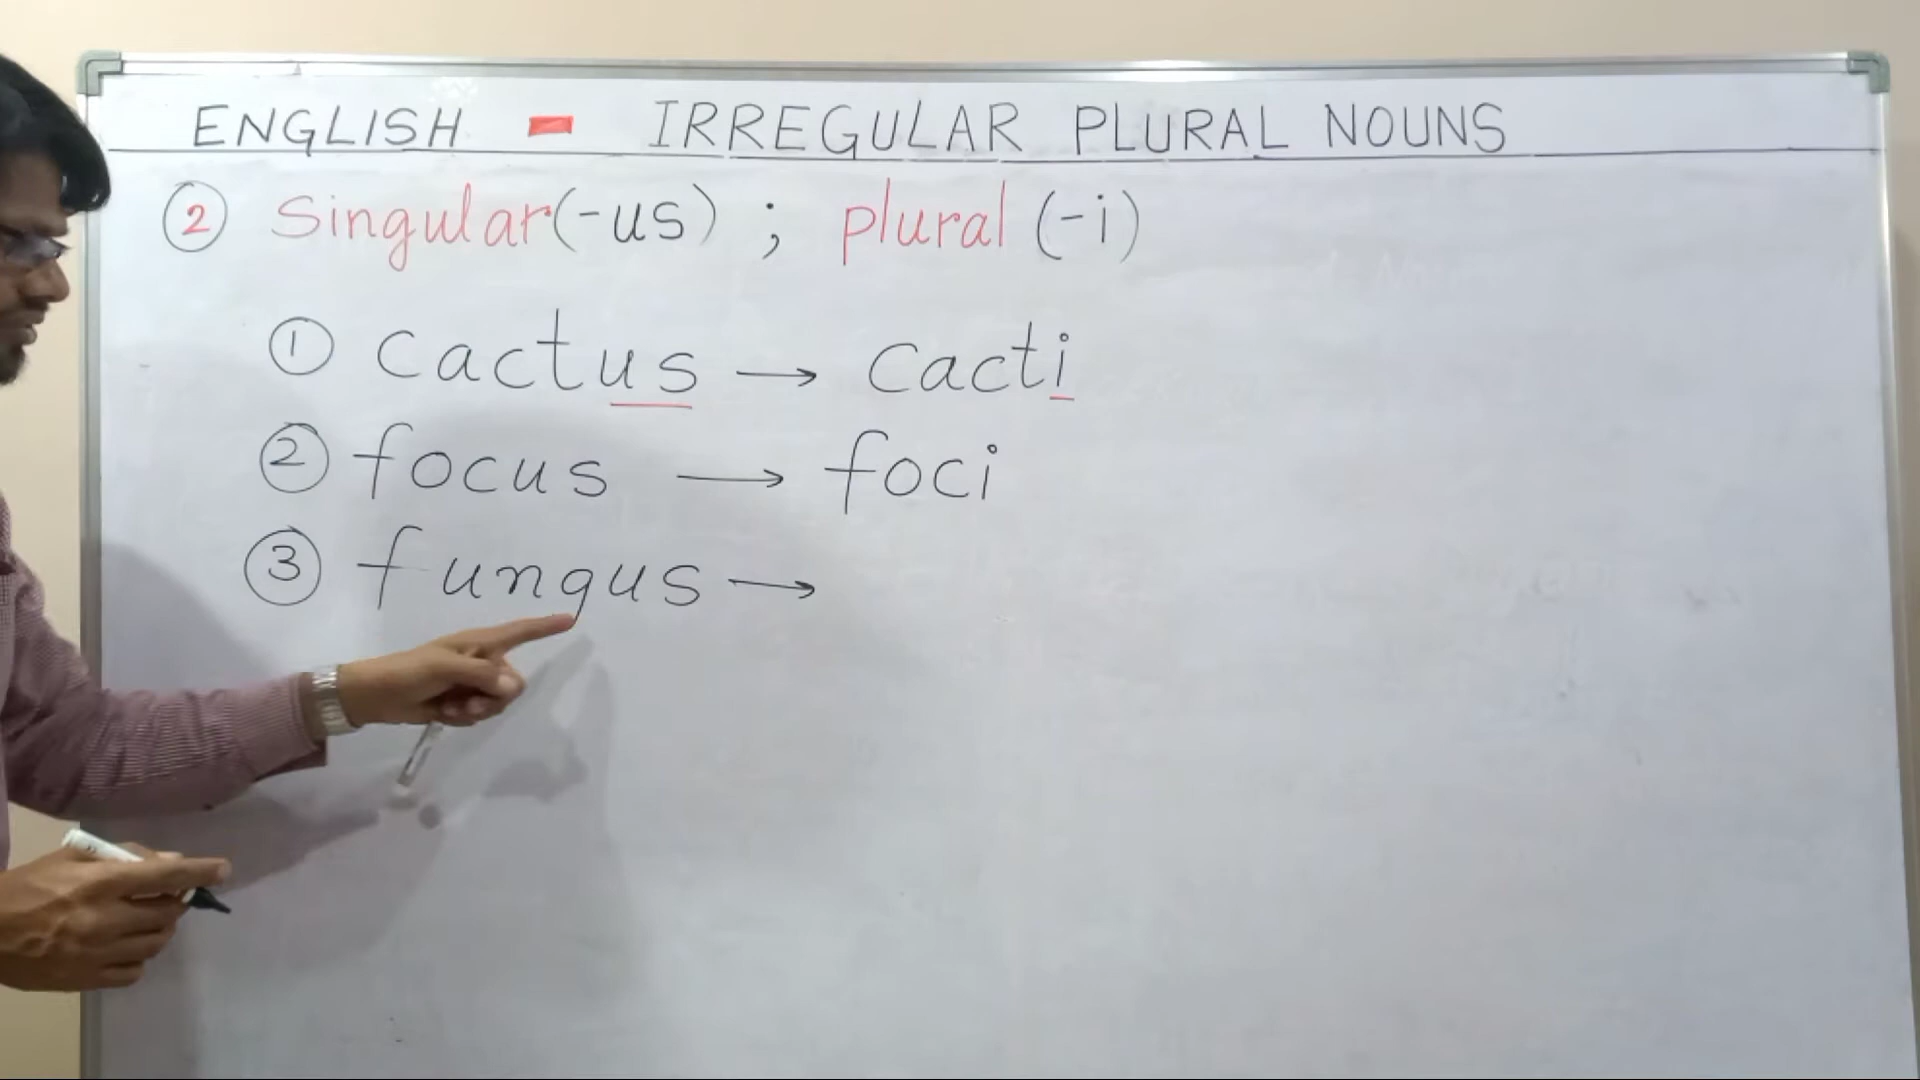 ENGLISH - IRREGULAR PLURAL NOUNS
② Singular (-us) ; plural (-i)
① cactus → cacti
② focus → foci
③ fungus →